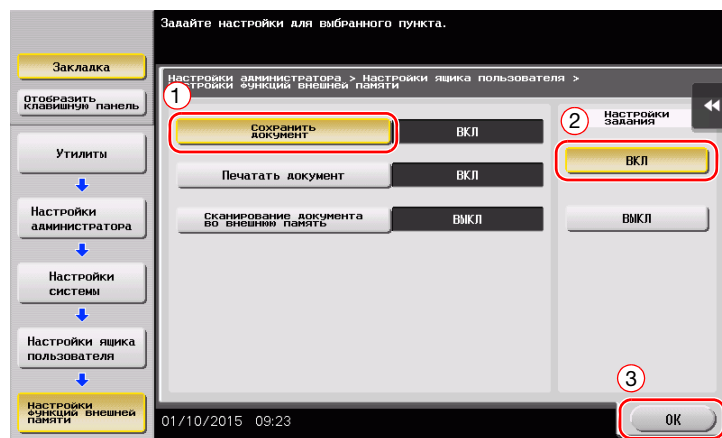 Задайте настройки для выбранного пункта.
Закладка
Отобразить
клавишную панель
Утилиты
Настройки
администратора
Настройки
системы
Настройки ящика
пользователя
Настройки
функций внешней
памяти
Настройки администратора > Настройки ящика пользователя >
Настройки функций внешней памяти
1
Сохранить
документ
ВКЛ
Печатать документ
ВКЛ
Сканирование документа
во внешнюю память
ВЫКЛ
2
Настройки
задания
ВКЛ
ВЫКЛ
3
01/10/2015 09:23
OK